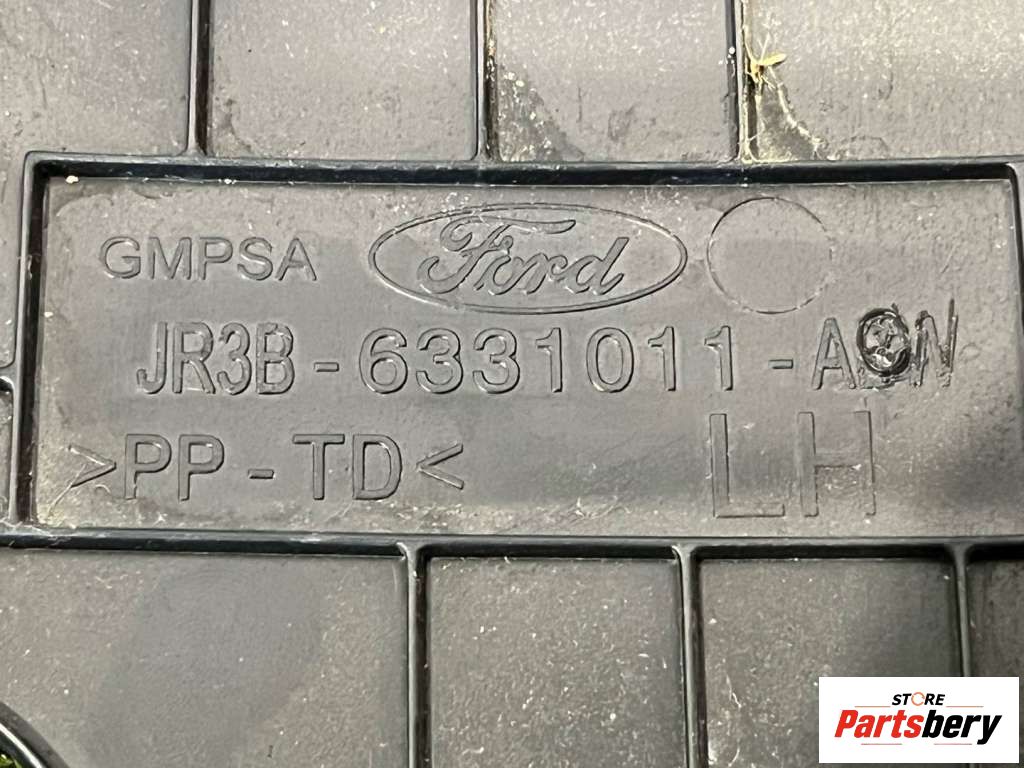 GMPSA Ford
JR3B-6331011-A
>PP-TD< LH
STORE
Partsbery